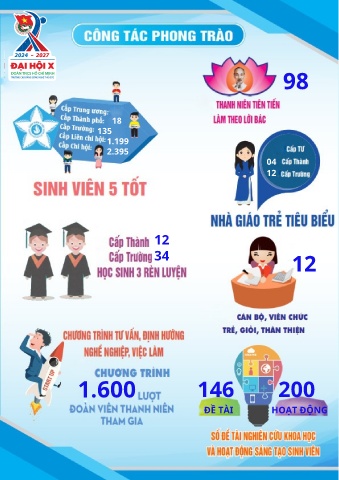 ĐẠI HỘI X
2024 - 2027
ĐOÀN TNCS HỒ CHÍ MINH
CÔNG TÁC PHONG TRÀO
Cấp Trung ương:
Cấp Thành phố: 18
Cấp Trường: 135
Cấp Liên chi hội: 1.199
Cấp Chi hội: 2.395
SINH VIÊN 5 TỐT
98
THANH NIÊN TIÊN TIẾN
LÀM THEO LỜI BÁC
Cấp TƯ
04 Cấp Thành
12 Cấp Trường
NHÀ GIÁO TRẺ TIÊU BIỂU
Cấp Thành 12
Cấp Trường 34
HỌC SINH 3 RÈN LUYỆN
12
CÁN BỘ, VIÊN CHỨC
TRẺ, GIỎI, THÂN THIỆN
CHƯƠNG TRÌNH TƯ VẤN, ĐỊNH HƯỚNG
NGHỀ NGHIỆP, VIỆC LÀM
START UP
CHƯƠNG TRÌNH
1.600 LƯỢT
ĐOÀN VIÊN THANH NIÊN
THAM GIA
146 200
ĐỀ TÀI HOẠT ĐỘNG
SỐ ĐỀ TÀI NGHIÊN CỨU KHOA HỌC
VÀ HOẠT ĐỘNG SÁNG TẠO SINH VIÊN